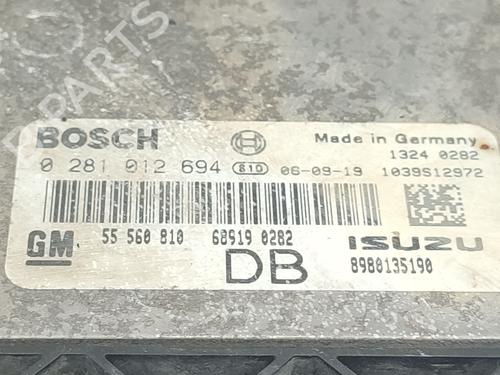 B PARTS
BOSCH
Made in Germany
1324 0282
0 281 012 694 810 06-09-19 1039S12972
GM
55 560 810 68919 0282
ISUZU
DB
8980135190